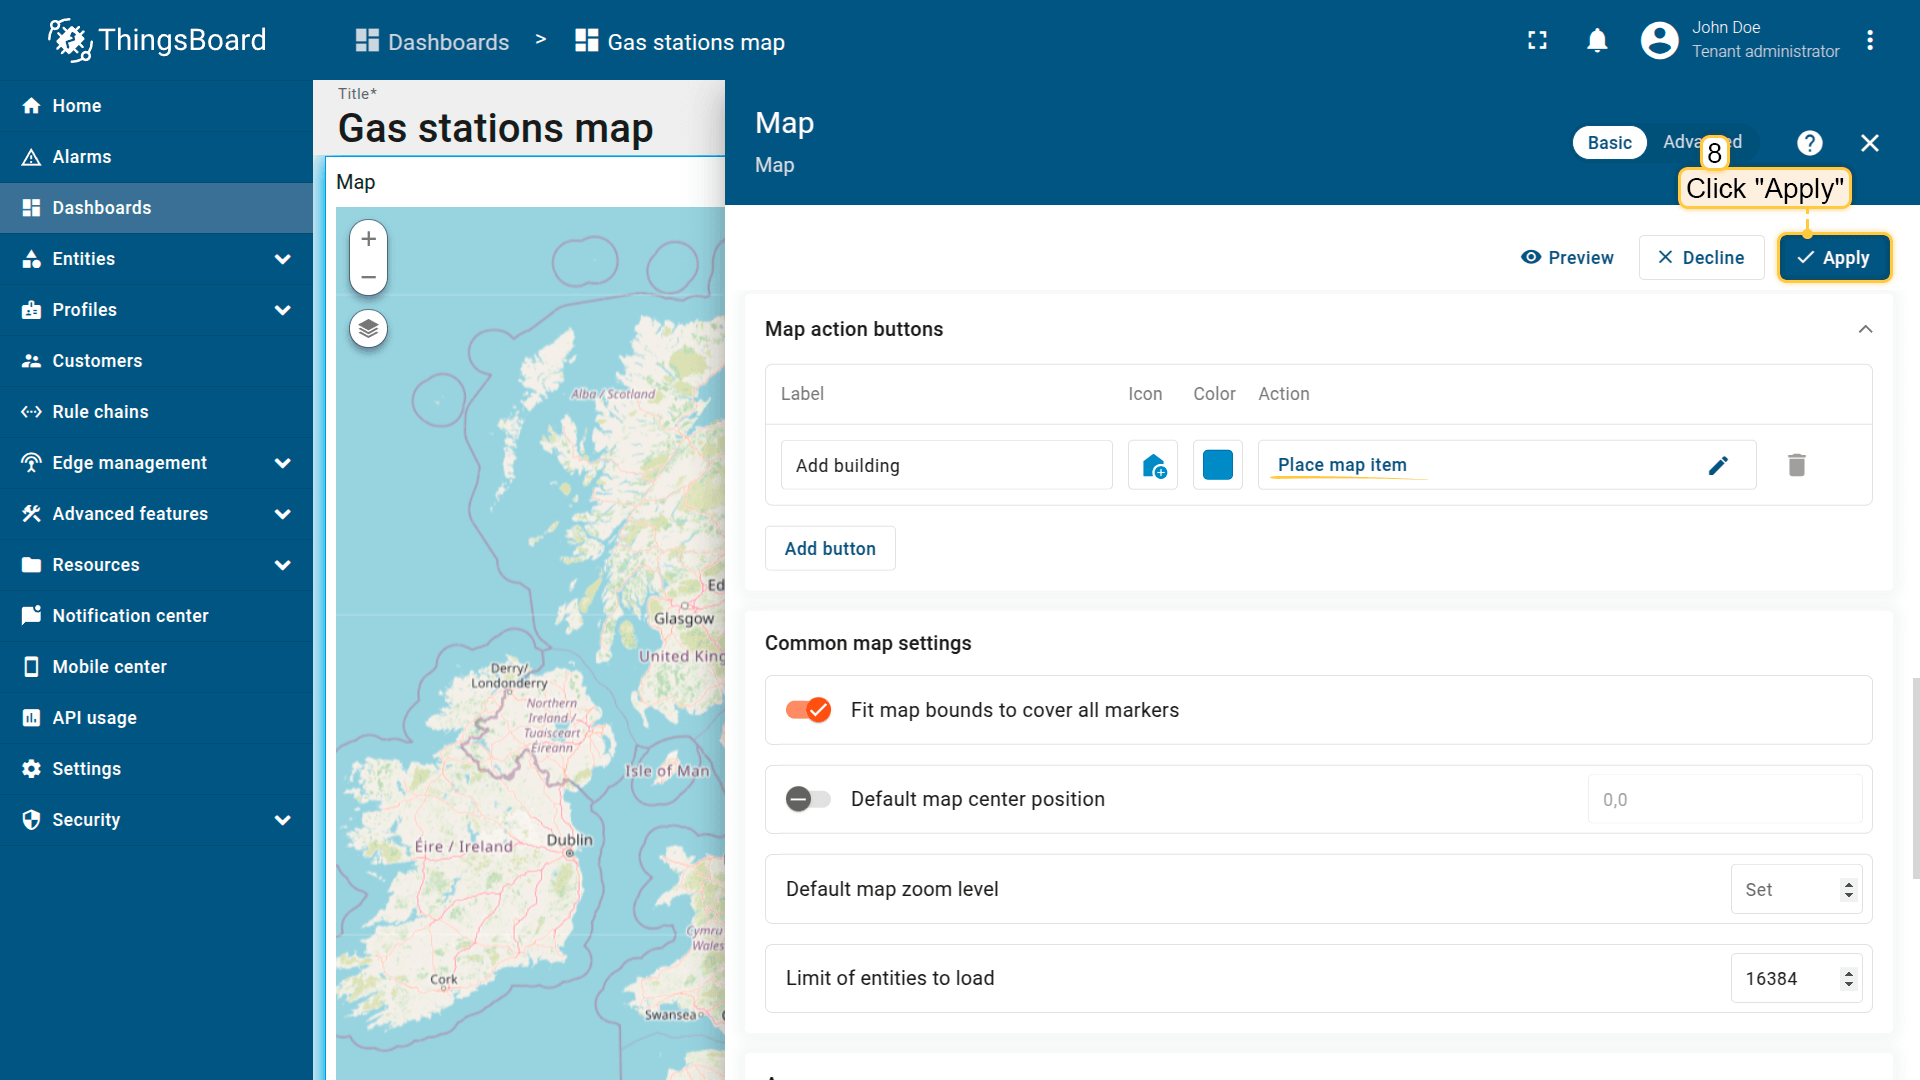 ThingsBoard
Dashboards > Gas stations map
John Doe
Tenant administrator
Home
Alarms
Dashboards
Entities
Profiles
Customers
Rule chains
Edge management
Advanced features
Resources
Notification center
Mobile center
API usage
Settings
Security
Title*
Gas stations map
Map
+
−
Alba / Scotland
Glasgow
United King
Derry/
Londonderry
Northern
Ireland /
Tuaisceart
Éireann
Isle of Man
Dublin
Éire / Ireland
Cymru
Wales
Cork
Swansea
Map
Map
Basic
8
Click "Apply"
Preview
Decline
Apply
Map action buttons
Label Icon Color Action
Add building Place map item
Add button
Common map settings
Fit map bounds to cover all markers
Default map center position 0,0
Default map zoom level Set
Limit of entities to load 16384